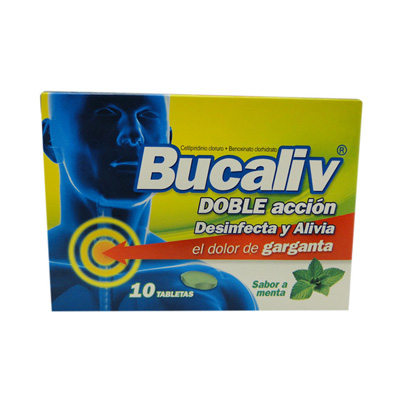 Cetilpiridinio cloruro + Benoxinato clorhidrato
Bucaliv®
DOBLE acción
Desinfecta y Alivia
el dolor de garganta
Sabor a
menta
10 TABLETAS